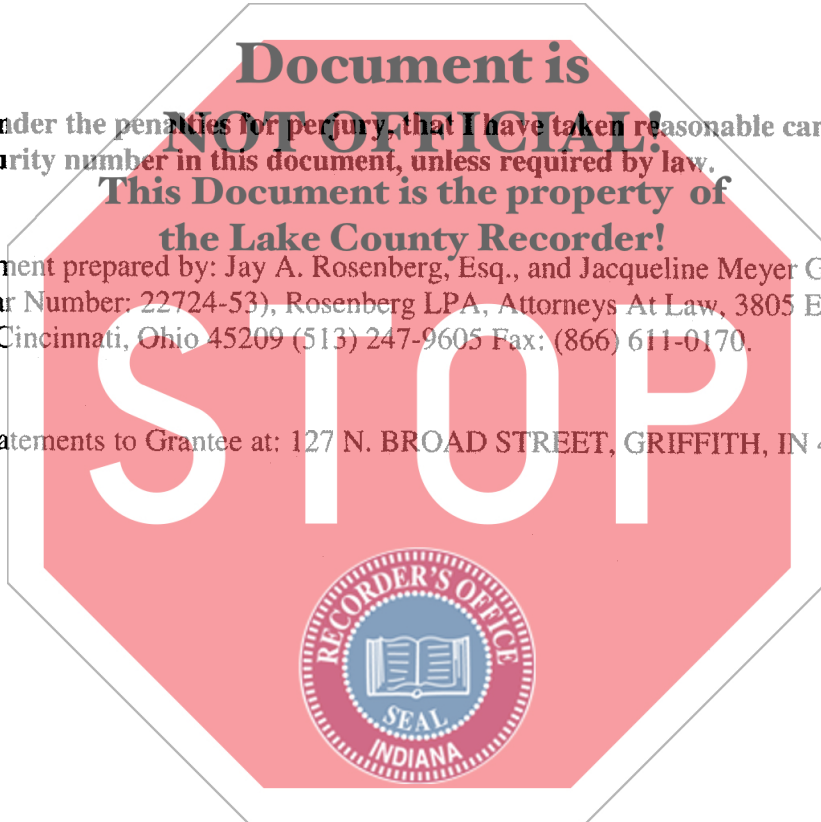 Document is
nder the penalties for perjury, that I have taken reasonable car
NOT OFFICIAL!
urity number in this document, unless required by law.
This Document is the property of
the Lake County Recorder!
ment prepared by: Jay A. Rosenberg, Esq., and Jacqueline Meyer G
r Number: 22724-53), Rosenberg LPA, Attorneys At Law, 3805 E
Cincinnati, Ohio 45209 (513) 247-9605 Fax: (866) 611-0170.
STOP
atements to Grantee at: 127 N. BROAD STREET, GRIFFITH, IN 4
RECORDER'S OFFICE
SEAL
INDIANA